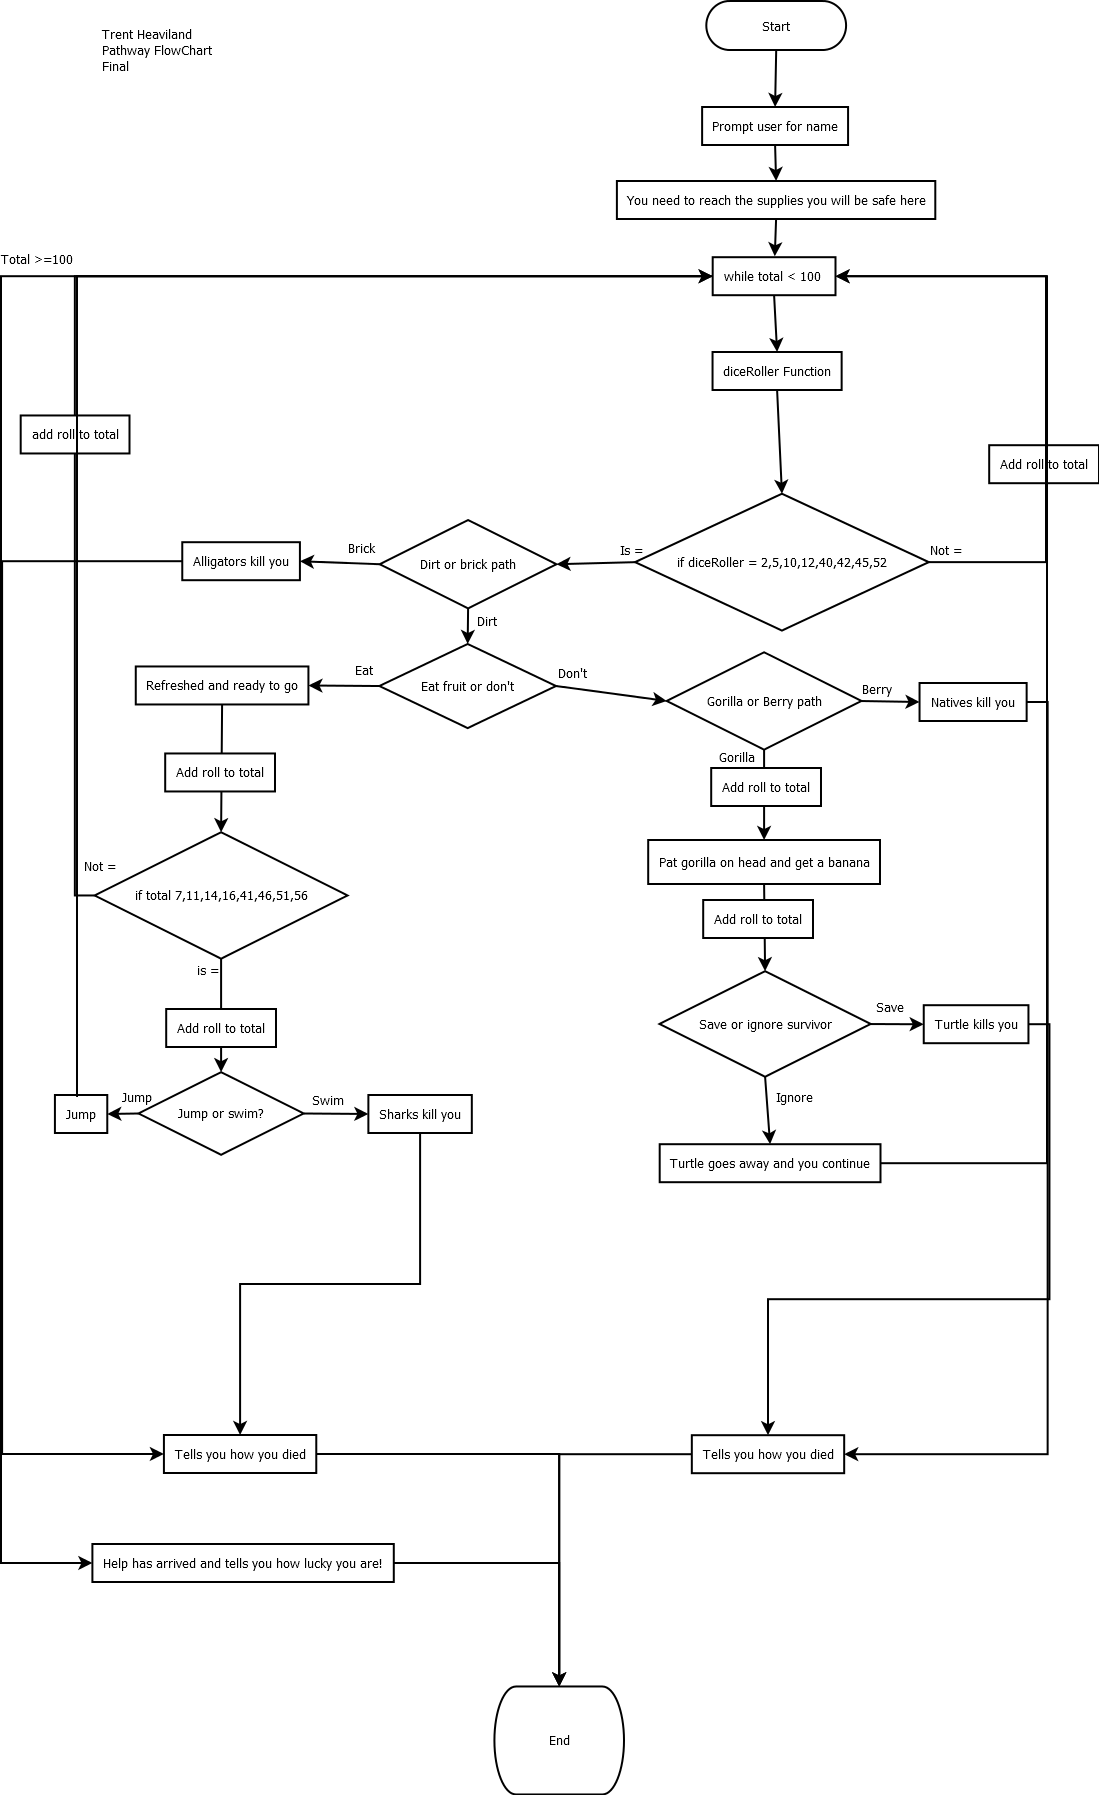 Start
Trent Heaviland
Pathway FlowChart
Final
Prompt user for name
You need to reach the supplies you will be safe here
Total >=100
while total < 100
diceRoller Function
add roll to total
Add roll to total
Brick
Is =
Not =
Alligators kill you
Dirt or brick path
if diceRoller = 2,5,10,12,40,42,45,52
Dirt
Eat
Don't
Refreshed and ready to go
Eat fruit or don't
Gorilla or Berry path
Berry
Natives kill you
Gorilla
Add roll to total
Add roll to total
Not =
Pat gorilla on head and get a banana
if total 7,11,14,16,41,46,51,56
Add roll to total
is =
Save
Add roll to total
Save or ignore survivor
Turtle kills you
Jump
Swim
Ignore
Jump
Jump or swim?
Sharks kill you
Turtle goes away and you continue
Tells you how you died
Tells you how you died
Help has arrived and tells you how lucky you are!
End